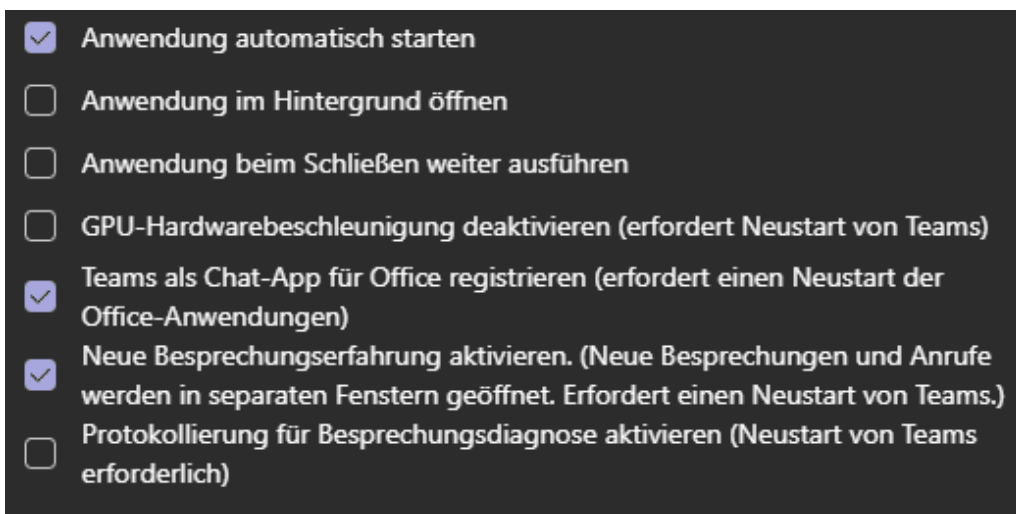 Anwendung automatisch starten
Anwendung im Hintergrund öffnen
Anwendung beim Schließen weiter ausführen
GPU-Hardwarebeschleunigung deaktivieren (erfordert Neustart von Teams)
Teams als Chat-App für Office registrieren (erfordert einen Neustart der
Office-Anwendungen)
Neue Besprechungserfahrung aktivieren. (Neue Besprechungen und Anrufe
werden in separaten Fenstern geöffnet. Erfordert einen Neustart von Teams.)
Protokollierung für Besprechungsdiagnose aktivieren (Neustart von Teams
erforderlich)